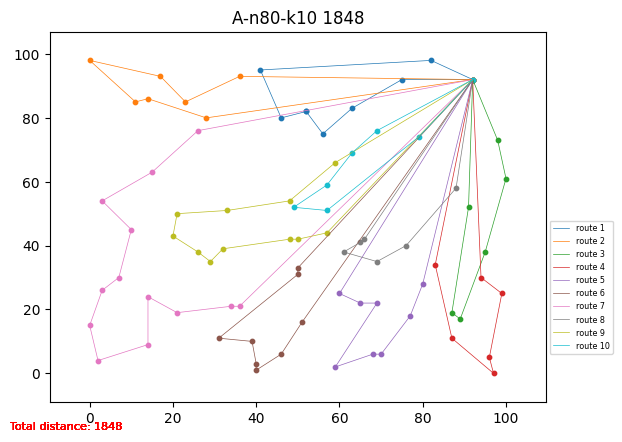 A-n80-k10 1848
100
80
60
40
20
0
0
20
40
60
80
100
route 1
route 2
route 3
route 4
route 5
route 6
route 7
route 8
route 9
route 10
Total distance: 1848